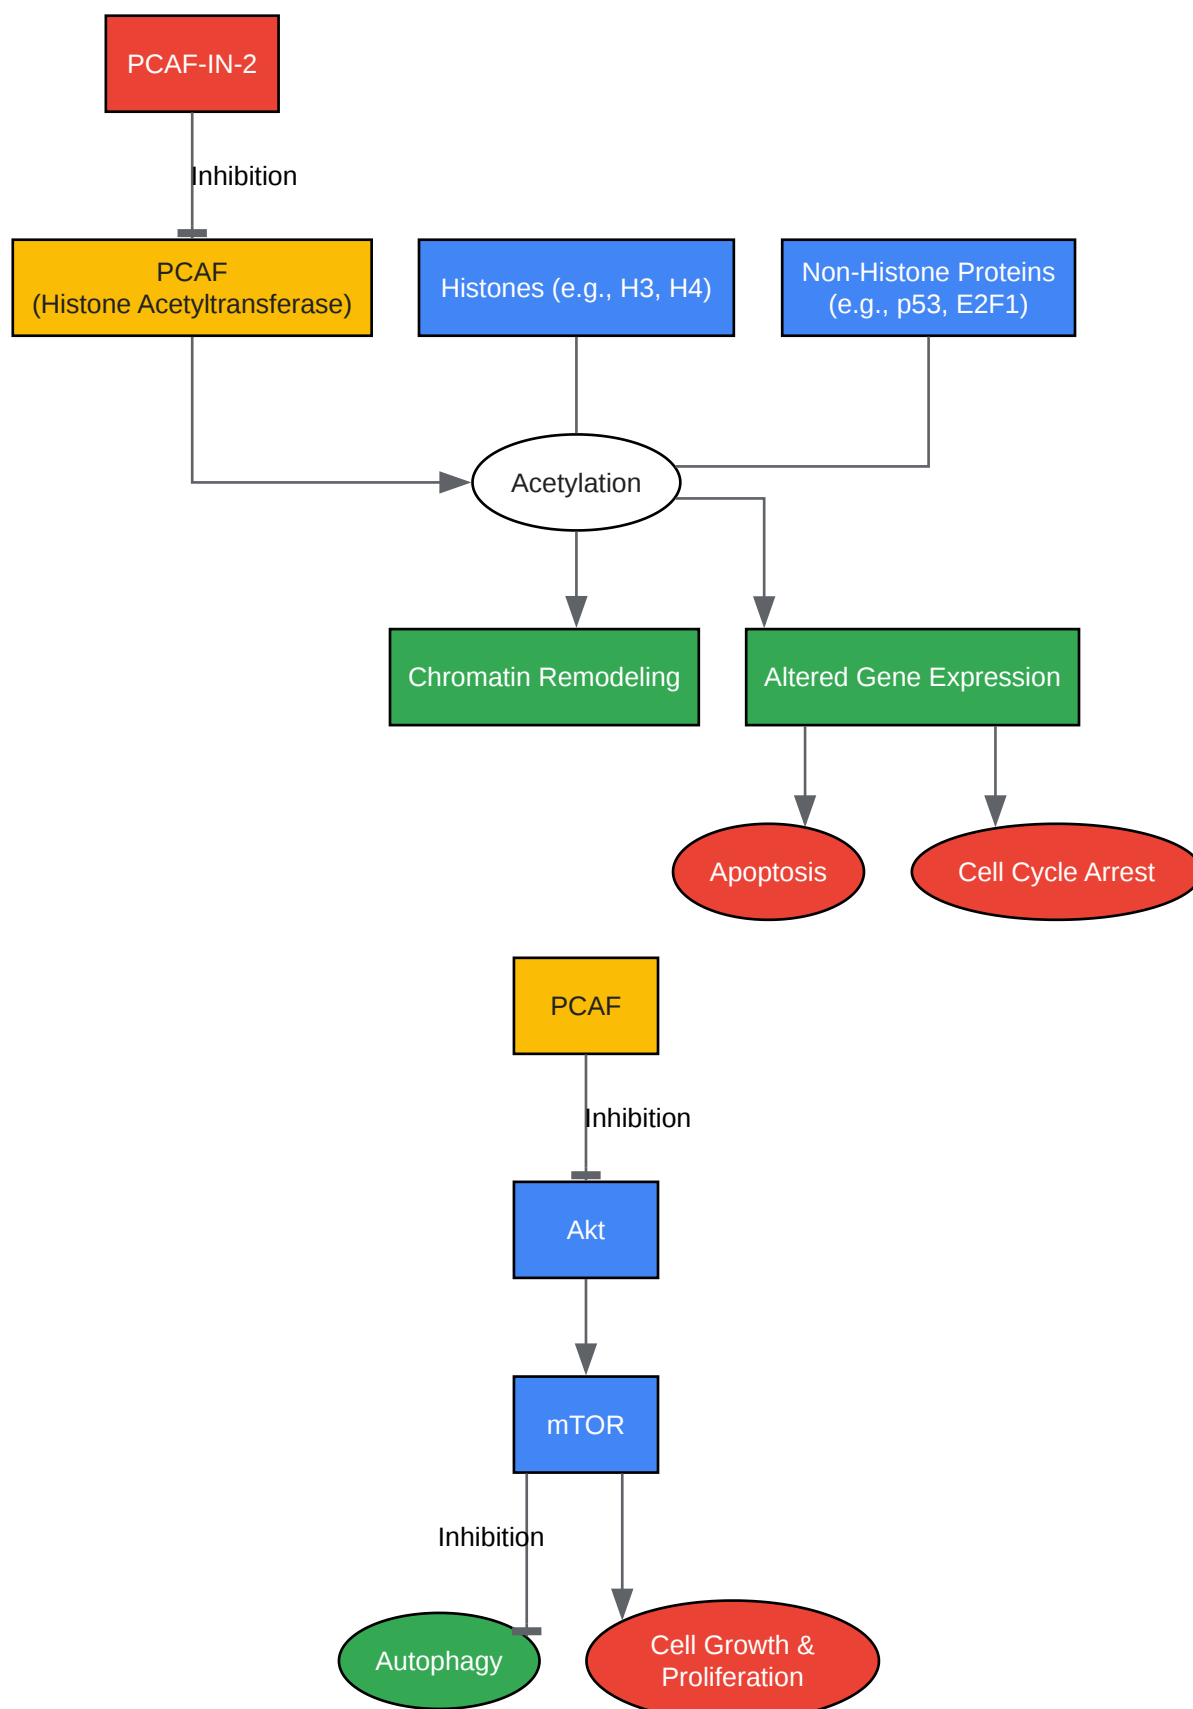 PCAF-IN-2
Inhibition
PCAF
(Histone Acetyltransferase)
Histones (e.g., H3, H4)
Non-Histone Proteins
(e.g., p53, E2F1)
Acetylation
Chromatin Remodeling
Altered Gene Expression
Apoptosis
Cell Cycle Arrest
PCAF
Inhibition
Akt
mTOR
Inhibition
Autophagy
Cell Growth &
Proliferation